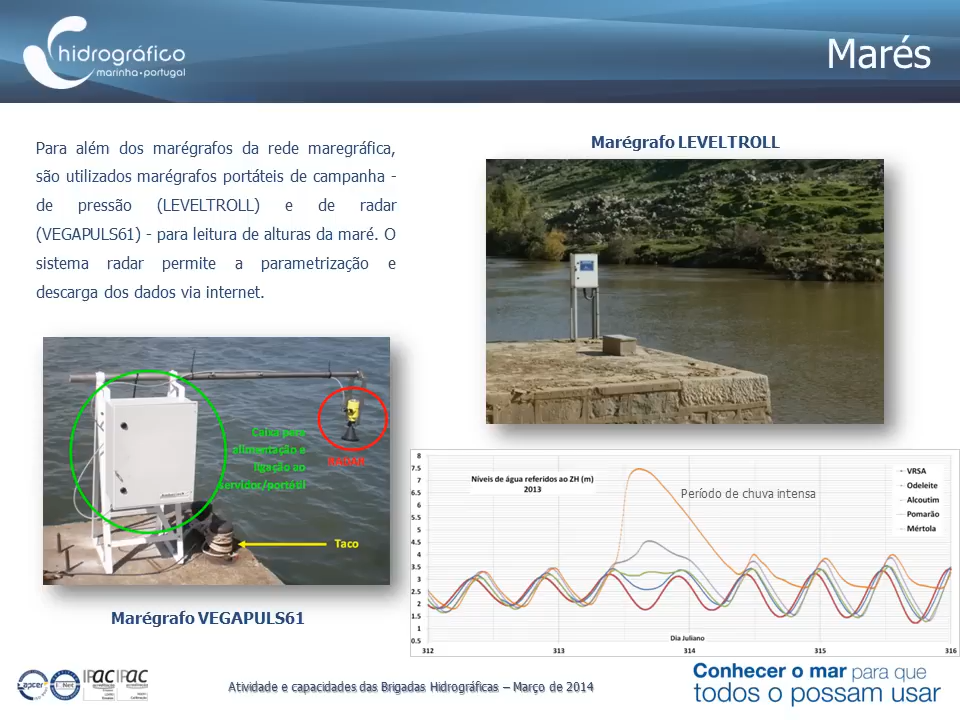 hidrográfico
marinha•portugal
Marés
Para além dos marégrafos da rede maregráfica,
são utilizados marégrafos portáteis de campanha -
de pressão (LEVELTROLL) e de radar
(VEGAPULS61) - para leitura de alturas da maré. O
sistema radar permite a parametrização e
descarga dos dados via internet.
Marégrafo LEVELTROLL
Caixa para
alimentação e
ligação ao
servidor/portátil
RADAR
Taco
Marégrafo VEGAPULS61
8
7.5
7
6.5
6
5.5
5
4.5
4
3.5
3
2.5
2
1.5
1
0.5
Níveis de água referidos ao ZH (m)
2013
Período de chuva intensa
VRSA
Odeleite
Alcoutim
Pomarão
Mértola
Dia Juliano
312 313 314 315 316
apcer
IQNet
IPAC IPAC
Atividade e capacidades das Brigadas Hidrográficas – Março de 2014
Conhecer o mar para que
todos o possam usar